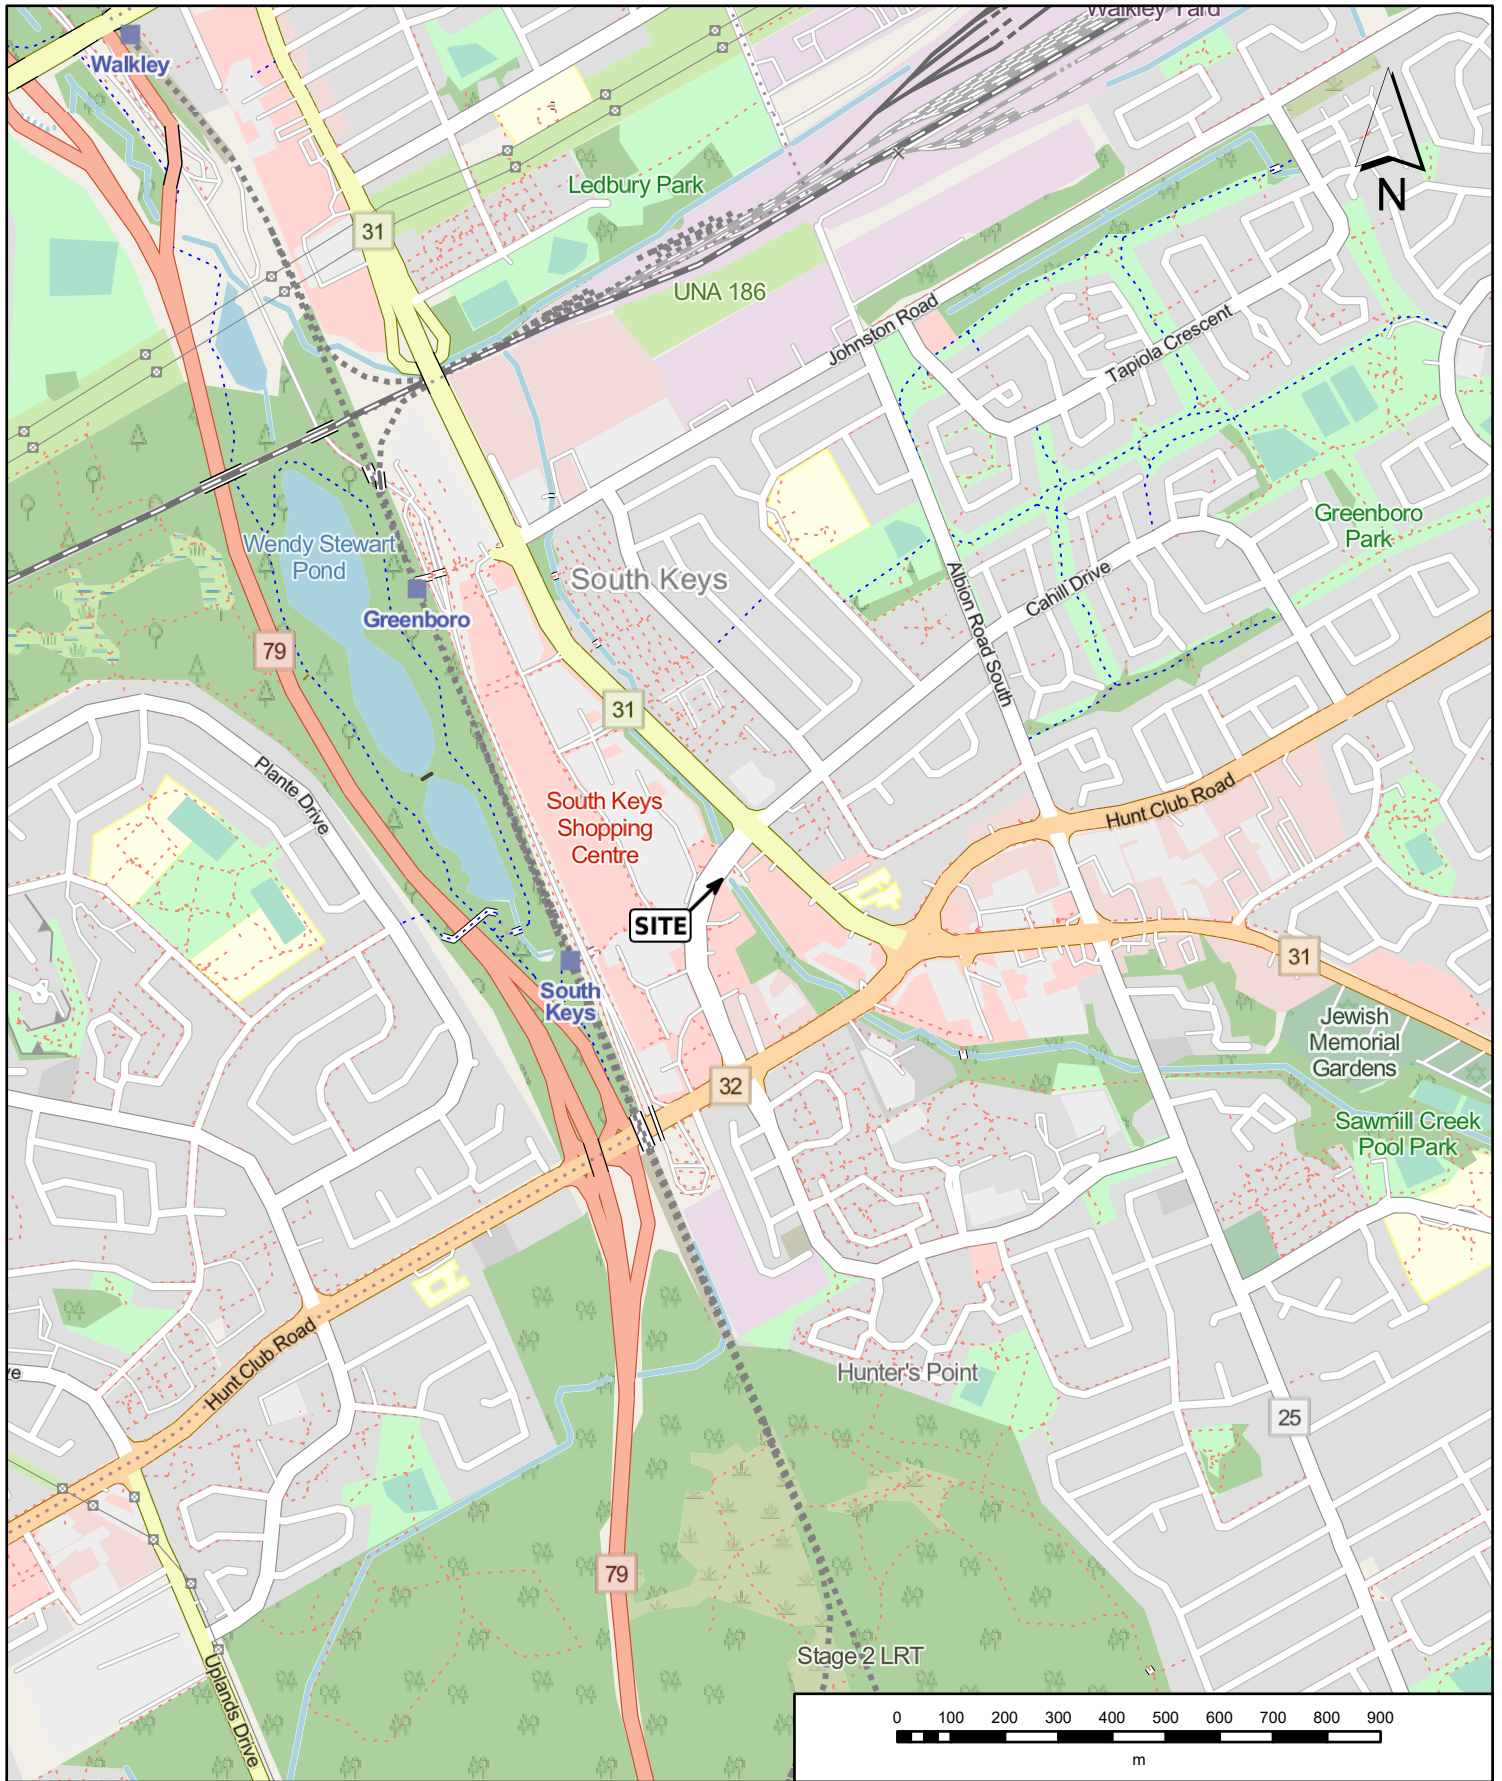 Walkley Yard
Walkley
Ledbury Park
N
31
UNA 186
Johnston Road
Tapiola Crescent
Greenboro
Park
Wendy Stewart
Pond
South Keys
Greenboro
Albion Road South
Cahill Drive
79
31
Plante Drive
South Keys
Shopping
Centre
Hunt Club Road
SITE
31
South
Keys
Jewish
Memorial
Gardens
32
Sawmill Creek
Pool Park
Hunt Club Road
ve
Hunter's Point
25
79
Stage 2 LRT
Uplands Drive
0 100 200 300 400 500 600 700 800 900
m